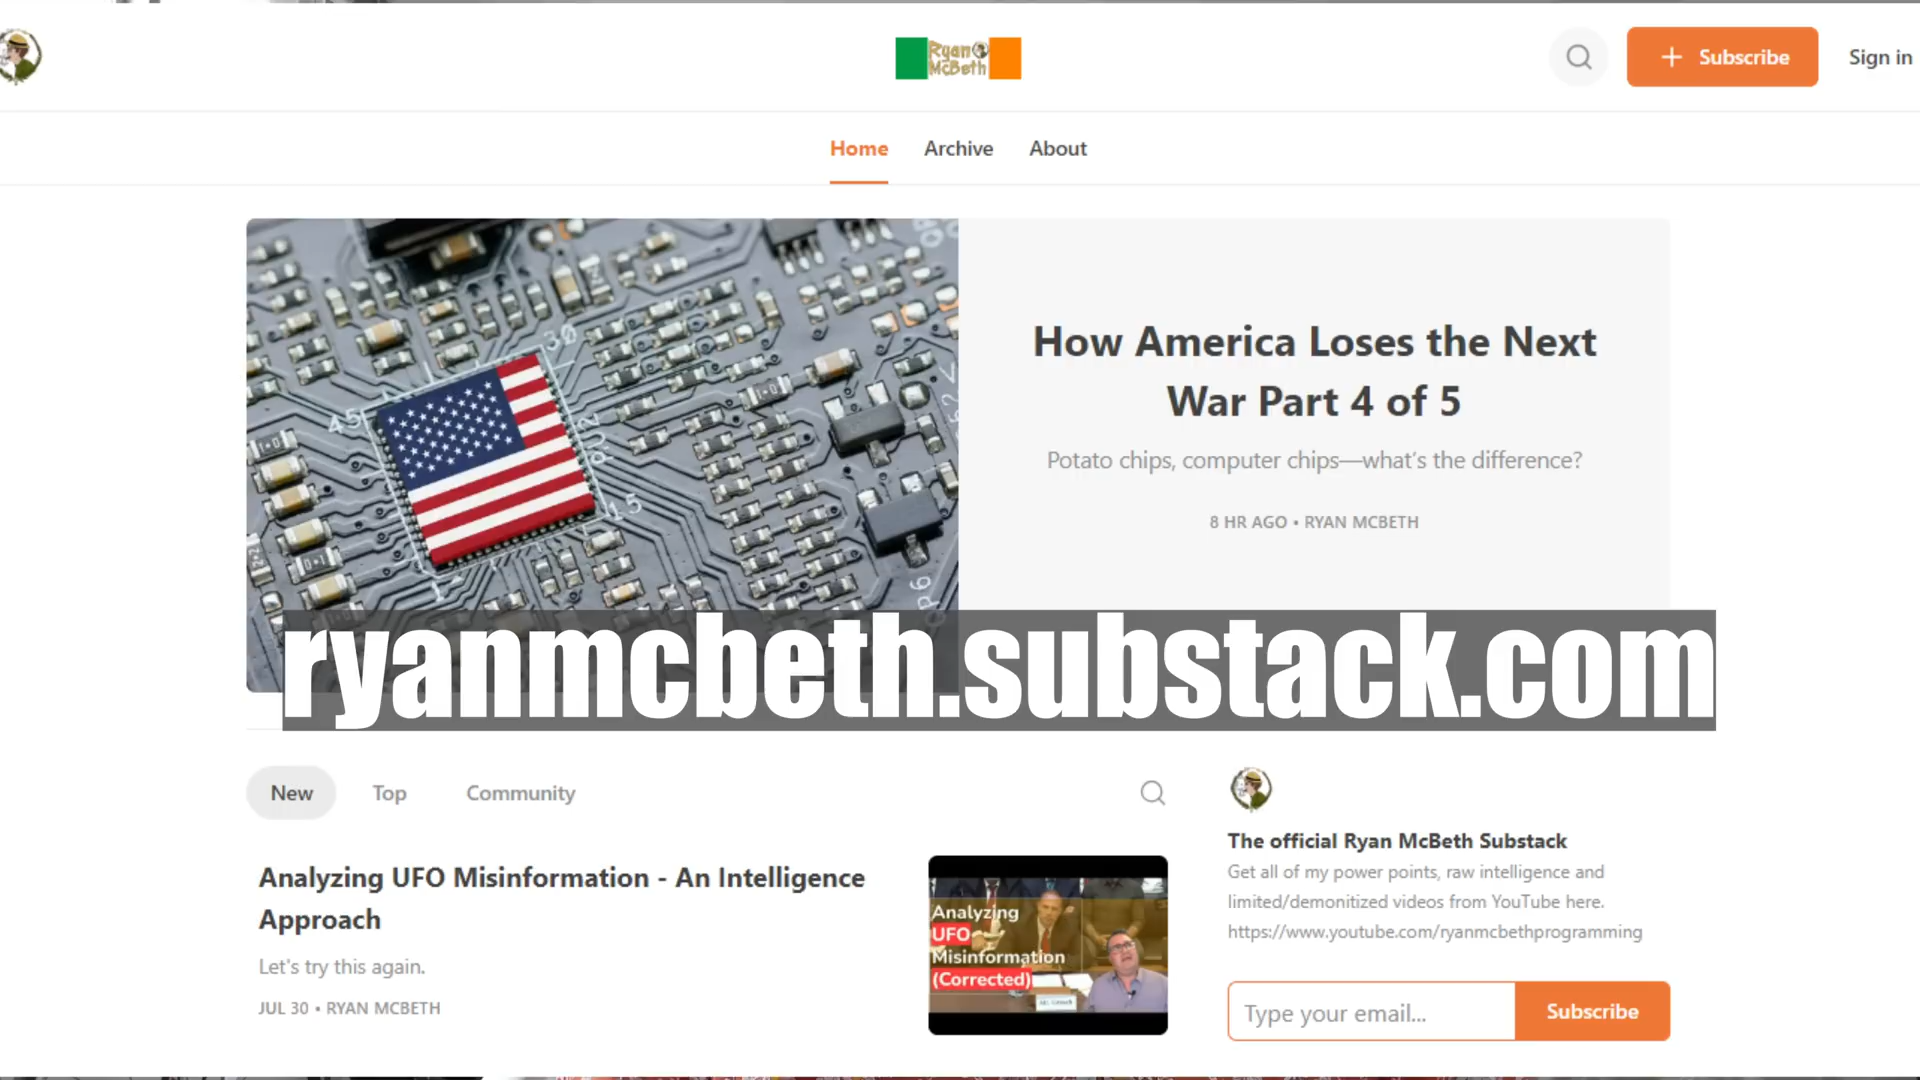 Ryan
McBeth
Subscribe
Sign in
Home
Archive
About
30
45
15
How America Loses the Next
War Part 4 of 5
Potato chips, computer chips—what's the difference?
8 HR AGO • RYAN MCBETH
ryanmcbeth.substack.com
New
Top
Community
Analyzing UFO Misinformation - An Intelligence
Approach
Let's try this again.
JUL 30 • RYAN MCBETH
Analyzing
UFO
Misinformation
(Corrected)
The official Ryan McBeth Substack
Get all of my power points, raw intelligence and
limited/demonitized videos from YouTube here.
https://www.youtube.com/ryanmcbethprogramming
Type your email...
Subscribe